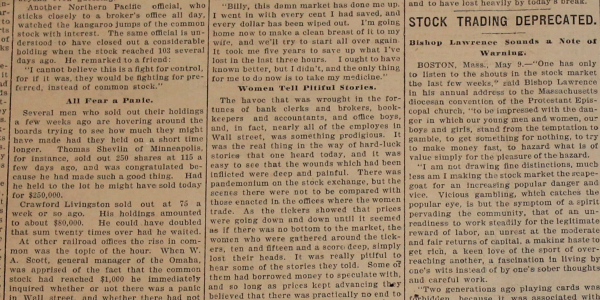 Another Northern Pacific official, who
sticks closely to a broker's office all day,
watched the kangaroo jumps of the common
stock with interest. The same official is un-
derstood to have closed out a considerable
holding when the stock reached 103 several
days ago. He remarked to a friend:
"I cannot believe this is a fight for control,
for if it was, they would be fighting for pre-
ferred, instead of common stock."
All Fear a Panic.
Several men who sold out their holdings
a few weeks ago are hovering around the
boards trying to see how much they might
have made had they held on a short time
longer. Thomas Shevlin of Minneapolis,
for instance, sold out 250 shares at 115 a
few days ago, and was congratulated be-
cause he had made such a good thing. Had
he held to the lot he might have sold today
for $250,000.
Crawford Livingston sold out at 75 a
week or so ago. His holdings amounted
to about $80,000. He could have doubled
that sum twenty times over had he waited.
At other railroad offices the rise in com-
mon was the topic of the hour. When W.
A. Scott, general manager of the Omaha,
was apprised of the fact that the common
stock had reached $1,000 he immediately
inquired whether or not there was a panic
in Wall street, and whether
"Billy, this damn market has done me up.
I went in with every cent I had saved, and
every dollar has been wiped out. I'm going
home now to make a clean breast of it to my
wife, and we'll try to start all over again.
It took me five years to save up what I've
lost in the last three hours. I ought to have
known better, but I didn't, and the only thing
for me to do now is to take my medicine."
Women Tell Pitiful Stories.
The havoc that was wrought in the for-
tunes of bank clerks and brokers, book-
keepers and accountants, and office boys,
and, in fact, nearly all of the employes in
Wall street, was something prodigious. It
was the real thing in the way of hard-luck
stories that one heard today, and it was
easy to see that the wounds which had been
inflicted were deep and painful. There was
pandemonium on the stock exchange, but the
scenes there were not to be compared with
those enacted in the offices where the women
trade. As the tickers showed that prices
were going down and down until it seemed
as if there was no bottom to the market, the
women who were gathered around the tick-
ers, ten and fifteen and a score deep, simply
lost their heads. It was really pitiful to
hear some of the stories they told. Some of
them had borrowed money to speculate with,
and so long as prices kept advancing they
believed that there was practically no end to
and to have lost heavily by today's break.
STOCK TRADING DEPRECATED.
Bishop Lawrence Sounds a Note of
Warning.
BOSTON, Mass., May 9.—"One has only
to listen to the shouts in the stock market
the last few weeks," said Bishop Lawrence
in his annual address to the Massachusetts
diocesan convention of the Protestant Epis-
copal church, "to be impressed with the dan-
ger in which our young men and women, our
boys and girls, stand from the temptation to
gamble, to get something for nothing, to try
to make money fast, to hazard what is of
value simply for the pleasure of the hazard.
"I am not drawing fine distinctions, much
less am I making the stock market the scape-
goat for an increasing popular danger and
vice. Vicious gambling, which catches the
popular eye, is but the symptom of a spirit
pervading the community, that of an un-
readiness to work steadily for the legitimate
reward of labor, an unrest at the moderate
and fair returns of capital, a making haste to
get rich, a keen love of the sport of over-
reaching another, a fascination in living by
one's wits instead of by one's sober thoughts
and careful work.
"Two generations ago playing cards was
forbidden, because it was associated with